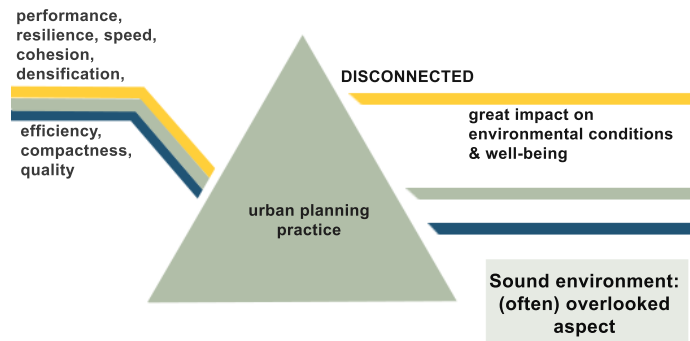 performance,
resilience, speed,
cohesion,
densification,
efficiency,
compactness,
quality
urban planning
practice
DISCONNECTED
great impact on
environmental conditions
& well-being
Sound environment:
(often) overlooked
aspect